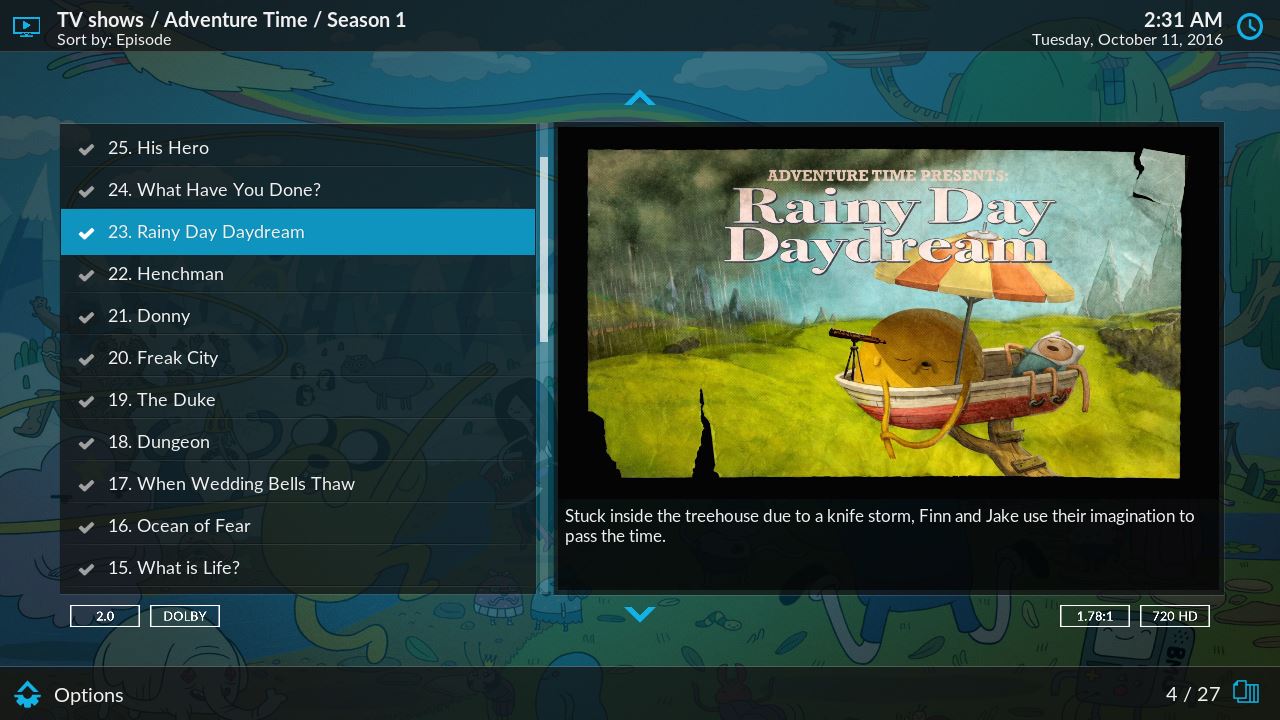 TV shows / Adventure Time / Season 1
Sort by: Episode
2:31 AM
Tuesday, October 11, 2016
25. His Hero
24. What Have You Done?
23. Rainy Day Daydream
22. Henchman
21. Donny
20. Freak City
19. The Duke
18. Dungeon
17. When Wedding Bells Thaw
16. Ocean of Fear
15. What is Life?
ADVENTURE TIME PRESENTS:
Rainy Day
Daydream
Stuck inside the treehouse due to a knife storm, Finn and Jake use their imagination to
pass the time.
2.0
DOLBY
1.78:1
720 HD
Options
4 / 27